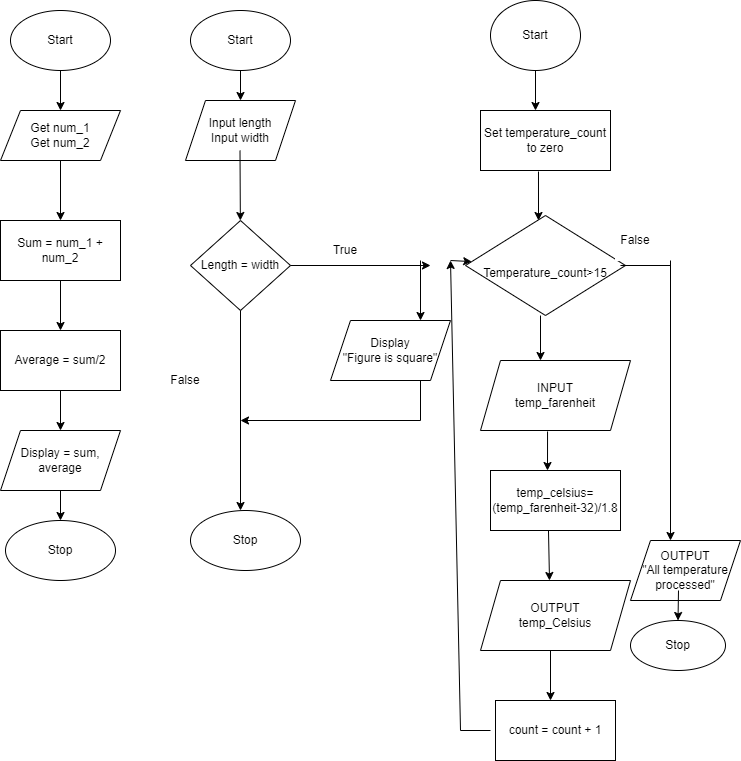 Start
Get num_1
Get num_2
Sum = num_1 +
num_2
Average = sum/2
Display = sum,
average
Stop
Start
Input length
Input width
Length = width
True
Display
"Figure is square"
False
Stop
Start
Set temperature_count
to zero
Temperature_count>15
False
INPUT
temp_farenheit
temp_celsius=
(temp_farenheit-32)/1.8
OUTPUT
temp_Celsius
count = count + 1
OUTPUT
"All temperature
processed"
Stop